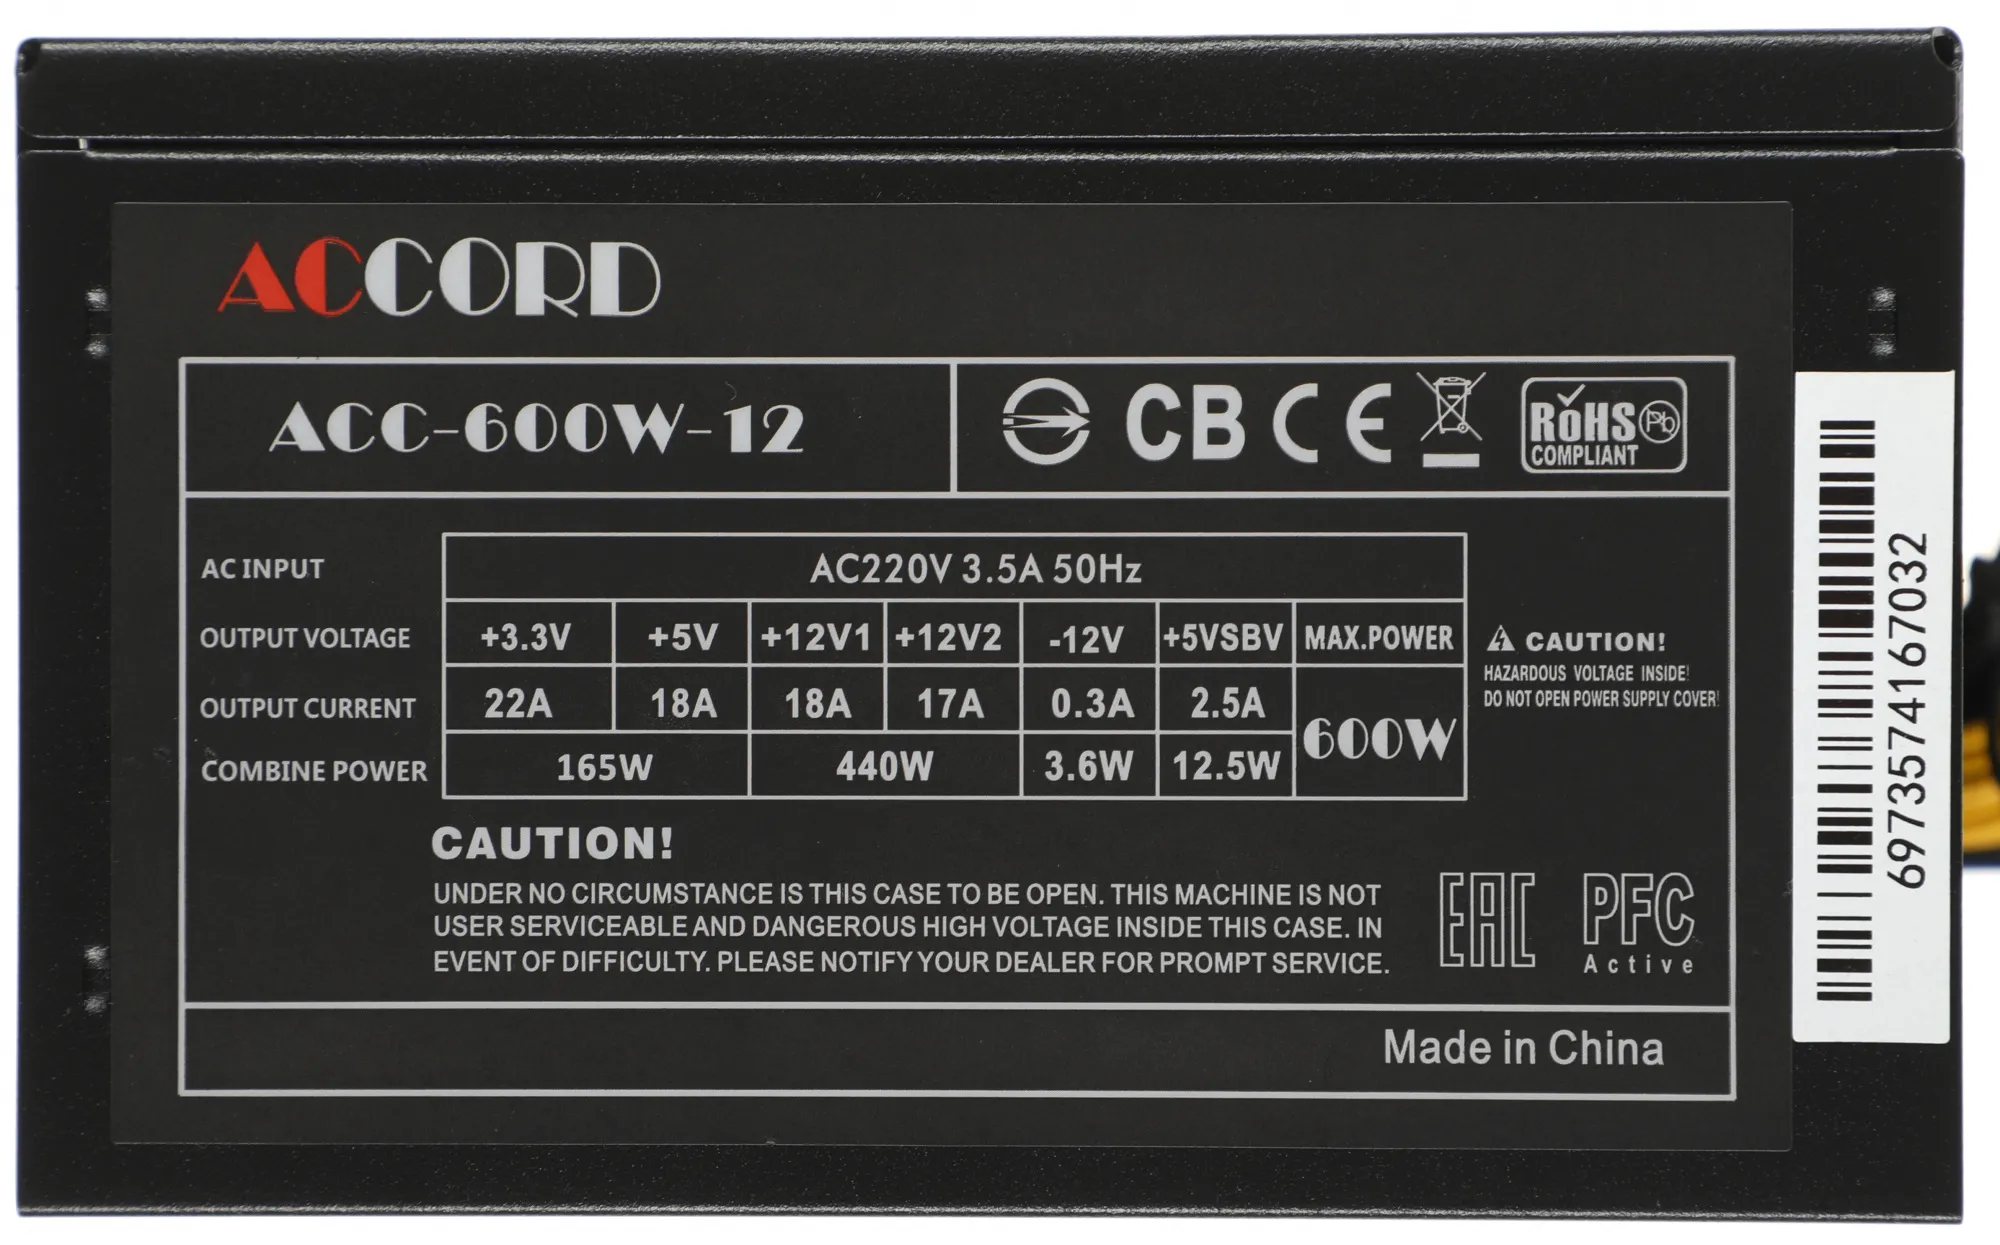 ACCORD
ACC-600W-12
CB CE
RoHS Pb
COMPLIANT
AC INPUT AC220V 3.5A 50Hz
OUTPUT VOLTAGE +3.3V +5V +12V1 +12V2 -12V +5VSBV MAX.POWER
OUTPUT CURRENT 22A 18A 18A 17A 0.3A 2.5A 600W
COMBINE POWER 165W 440W 3.6W 12.5W
CAUTION!
HAZARDOUS VOLTAGE INSIDE!
DO NOT OPEN POWER SUPPLY COVER!
CAUTION!
UNDER NO CIRCUMSTANCE IS THIS CASE TO BE OPEN. THIS MACHINE IS NOT
USER SERVICEABLE AND DANGEROUS HIGH VOLTAGE INSIDE THIS CASE. IN
EVENT OF DIFFICULTY. PLEASE NOTIFY YOUR DEALER FOR PROMPT SERVICE.
EAC PFC
Active
Made in China
6973574167032